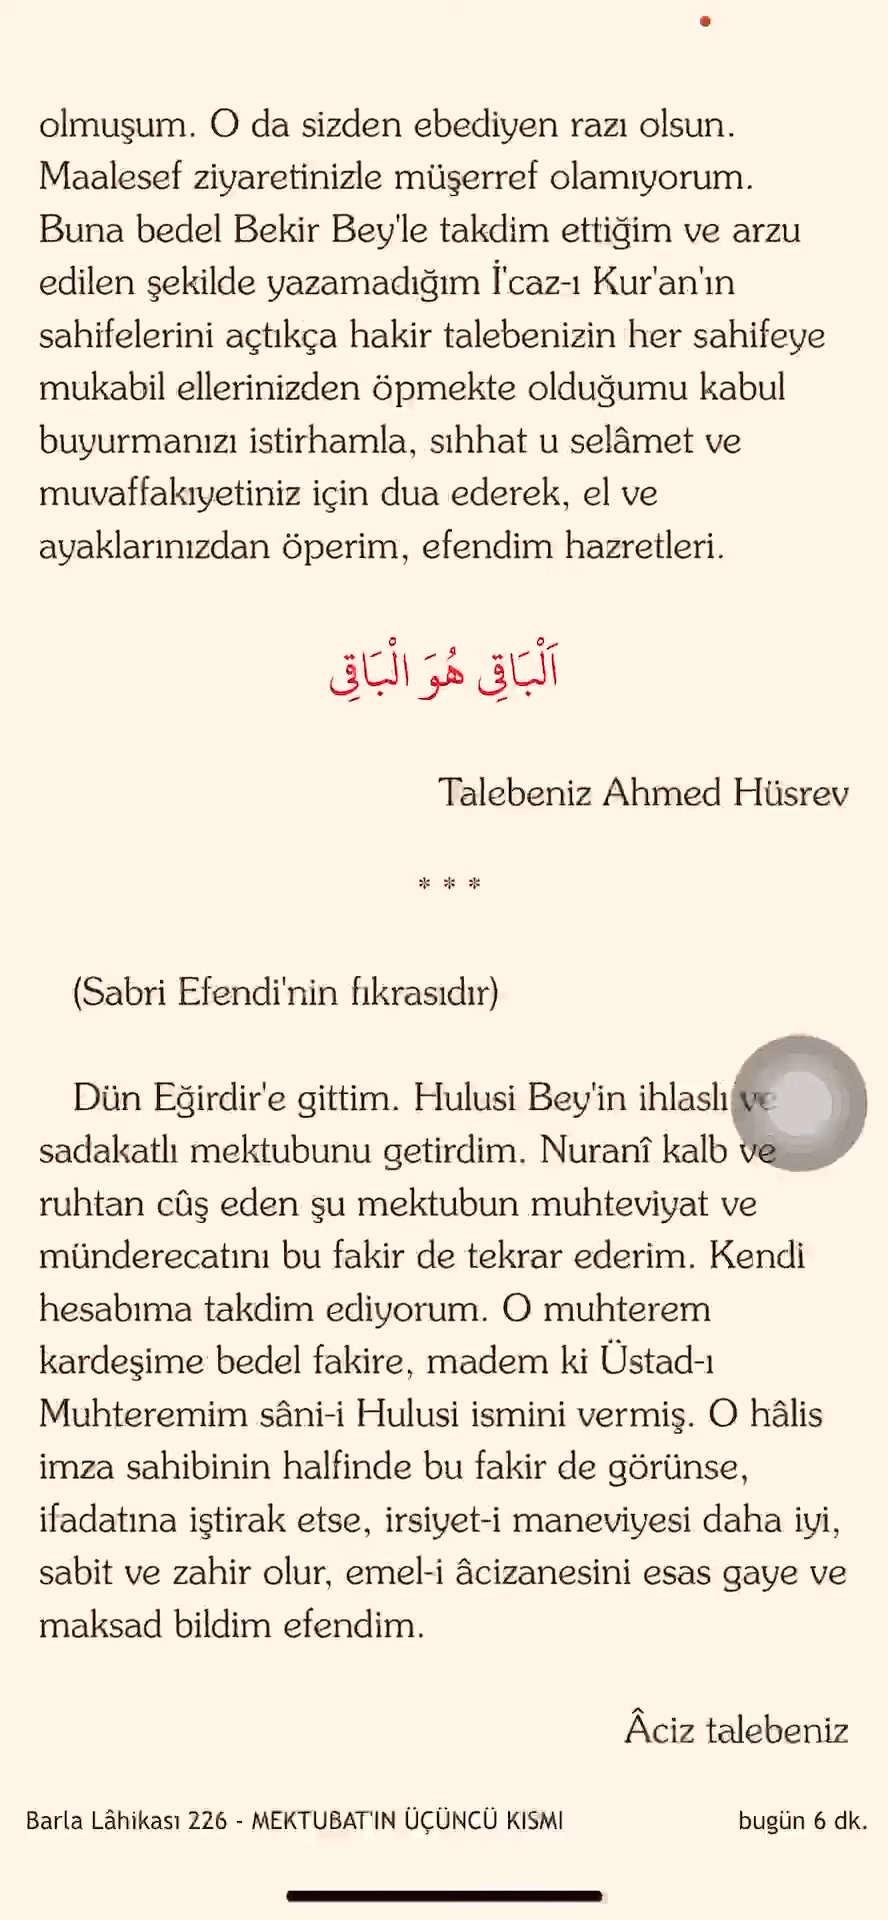 olmuşum. O da sizden ebediyen razı olsun.
Maalesef ziyaretinizle müşerref olamıyorum.
Buna bedel Bekir Bey'le takdim ettiğim ve arzu
edilen şekilde yazamadığım İ'caz-ı Kur'an'ın
sahifelerini açtıkça hakir talebenizin her sahifeye
mukabil ellerinizden öpmekte olduğumu kabul
buyurmanızı istirhamla, sıhhat u selâmet ve
muvaffakıyetiniz için dua ederek, el ve
ayaklarınızdan öperim, efendim hazretleri.
اَلْبَاقِى هُوَ الْبَاقِى
Talebeniz Ahmed Hüsrev
* * *
(Sabri Efendi'nin fıkrasıdır)
Dün Eğirdir'e gittim. Hulusi Bey'in ihlaslı ve
sadakatlı mektubunu getirdim. Nuranî kalb ve
ruhtan cûş eden şu mektubun muhteviyat ve
münderecatını bu fakir de tekrar ederim. Kendi
hesabıma takdim ediyorum. O muhterem
kardeşime bedel fakire, madem ki Üstad-ı
Muhteremim sâni-i Hulusi ismini vermiş. O hâlis
imza sahibinin halfinde bu fakir de görünse,
ifadatına iştirak etse, irsiyet-i maneviyesi daha iyi,
sabit ve zahir olur, emel-i âcizanesini esas gaye ve
maksad bildim efendim.
Âciz talebeniz
Barla Lâhikası 226 - MEKTUBAT'IN ÜÇÜNCÜ KISMI bugün 6 dk.